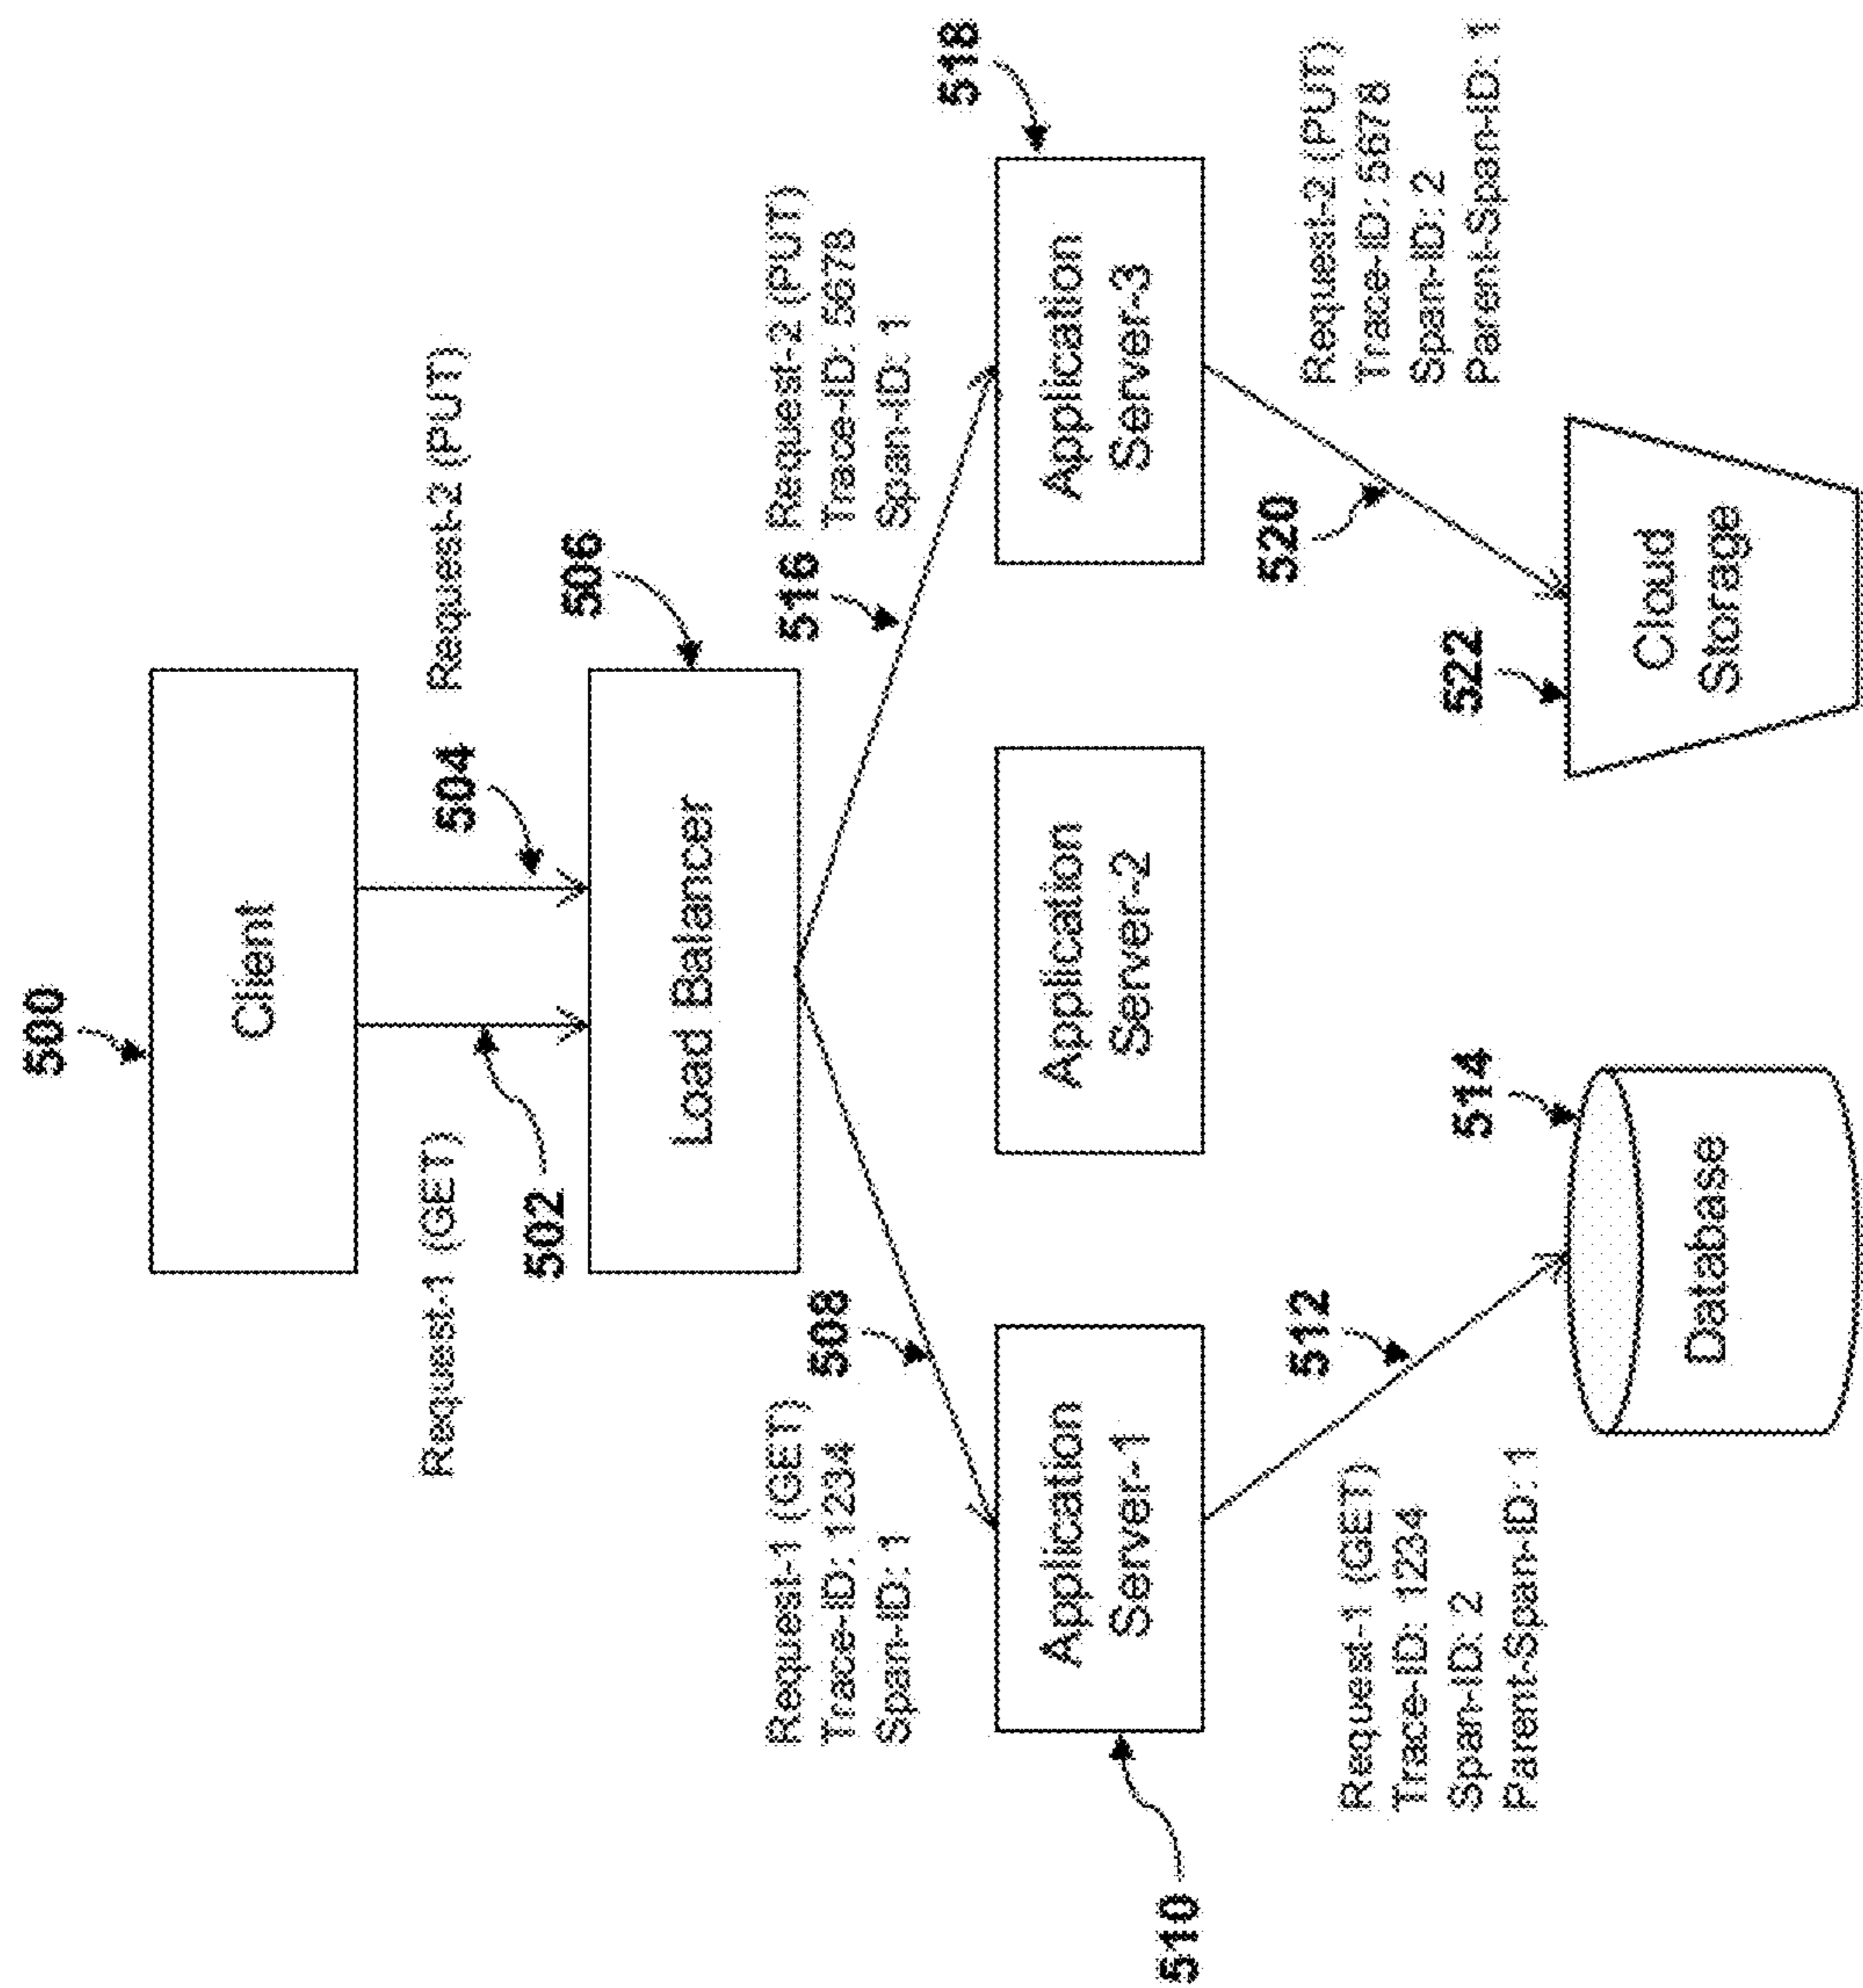 500
Client
Request-1 (GET)
502
504
Request-2 (PUT)
506
Load Balancer
Request-1 (GET)
Trace-ID: 1234
Span-ID: 1
508
516
Request-2 (PUT)
Trace-ID: 5678
Span-ID: 1
510
Application
Server-1
Application
Server-2
Application
Server-3
518
Request-1 (GET)
Trace-ID: 1234
Span-ID: 2
Parent-Span-ID: 1
512
520
Request-2 (PUT)
Trace-ID: 5678
Span-ID: 2
Parent-Span-ID: 1
514
Database
522
Cloud
Storage